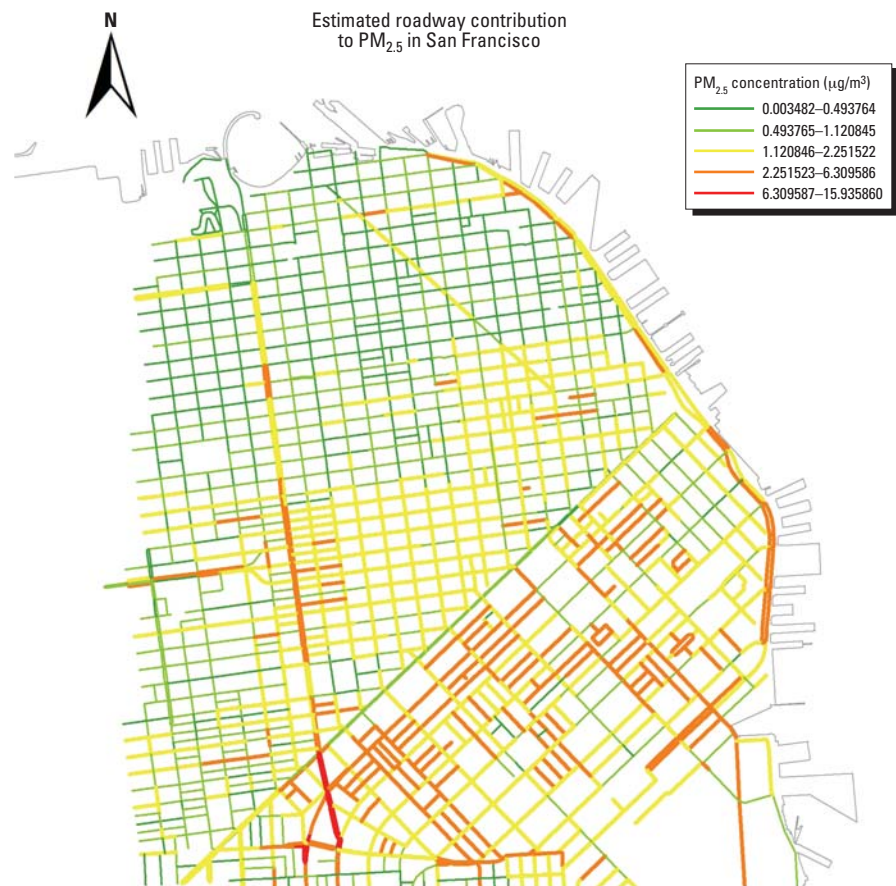 N
Estimated roadway contribution
to PM2.5 in San Francisco
PM2.5 concentration (µg/m³)
0.003482–0.493764
0.493765–1.120845
1.120846–2.251522
2.251523–6.309586
6.309587–15.935860